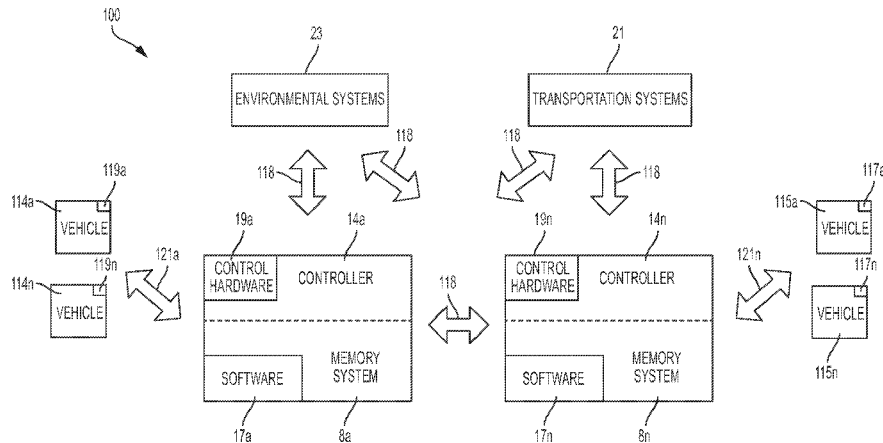 100
23
21
ENVIRONMENTAL SYSTEMS
TRANSPORTATION SYSTEMS
118
118
118
118
119a
114a
VEHICLE
117a
115a
VEHICLE
19a
14a
19n
14n
119n
114n
VEHICLE
121a
CONTROL
HARDWARE
CONTROLLER
118
CONTROL
HARDWARE
CONTROLLER
121n
117n
VEHICLE
115n
SOFTWARE
MEMORY
SYSTEM
SOFTWARE
MEMORY
SYSTEM
17a
8a
17n
8n